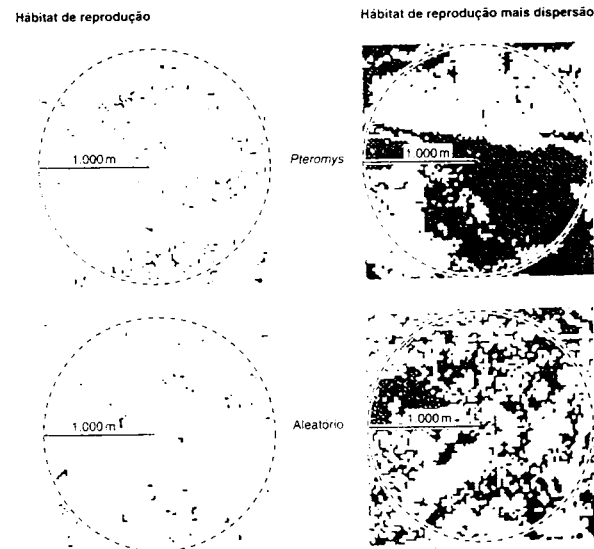 Hábitat de reprodução
Hábitat de reprodução mais dispersão
1.000 m
Pteromys
1.000 m
1.000 m
Aleatório
1.000 m